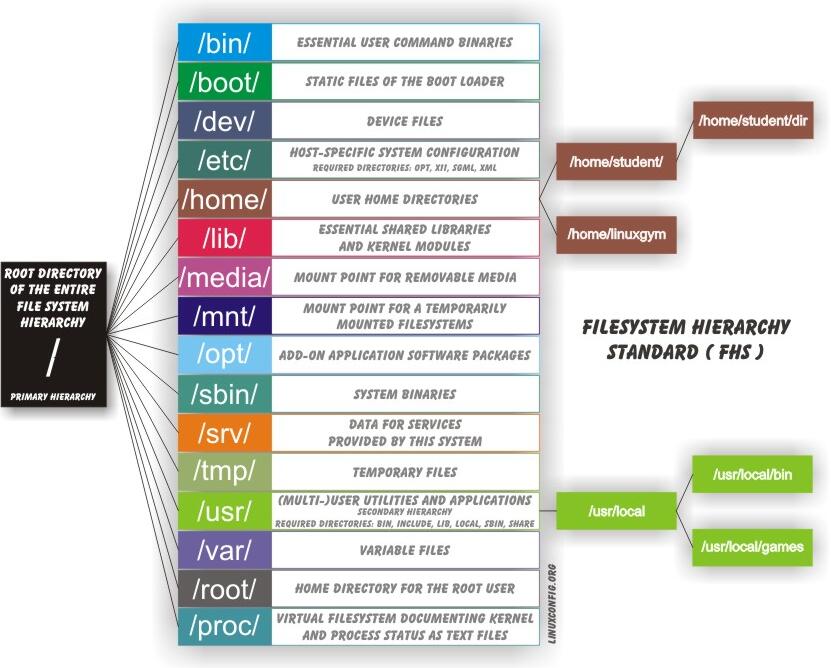 ROOT DIRECTORY
OF THE ENTIRE
FILE SYSTEM
HIERARCHY
/
PRIMARY HIERARCHY
/bin/
ESSENTIAL USER COMMAND BINARIES
/boot/
STATIC FILES OF THE BOOT LOADER
/dev/
DEVICE FILES
/etc/
HOST-SPECIFIC SYSTEM CONFIGURATION
REQUIRED DIRECTORIES: OPT, XII, SGML, XML
/home/
USER HOME DIRECTORIES
/lib/
ESSENTIAL SHARED LIBRARIES
AND KERNEL MODULES
/media/
MOUNT POINT FOR REMOVABLE MEDIA
/mnt/
MOUNT POINT FOR A TEMPORARILY
MOUNTED FILESYSTEMS
/opt/
ADD-ON APPLICATION SOFTWARE PACKAGES
/sbin/
SYSTEM BINARIES
/srv/
DATA FOR SERVICES
PROVIDED BY THIS SYSTEM
/tmp/
TEMPORARY FILES
/usr/
(MULTI-)USER UTILITIES AND APPLICATIONS
SECONDARY HIERARCHY
REQUIRED DIRECTORIES: BIN, INCLUDE, LIB, LOCAL, SBIN, SHARE
/var/
VARIABLE FILES
/root/
HOME DIRECTORY FOR THE ROOT USER
/proc/
VIRTUAL FILESYSTEM DOCUMENTING KERNEL
AND PROCESS STATUS AS TEXT FILES
/home/student/
/home/student/dir
/home/linuxgym
FILESYSTEM HIERARCHY
STANDARD ( FHS )
/usr/local
/usr/local/bin
/usr/local/games
LINUXCONFIG.ORG